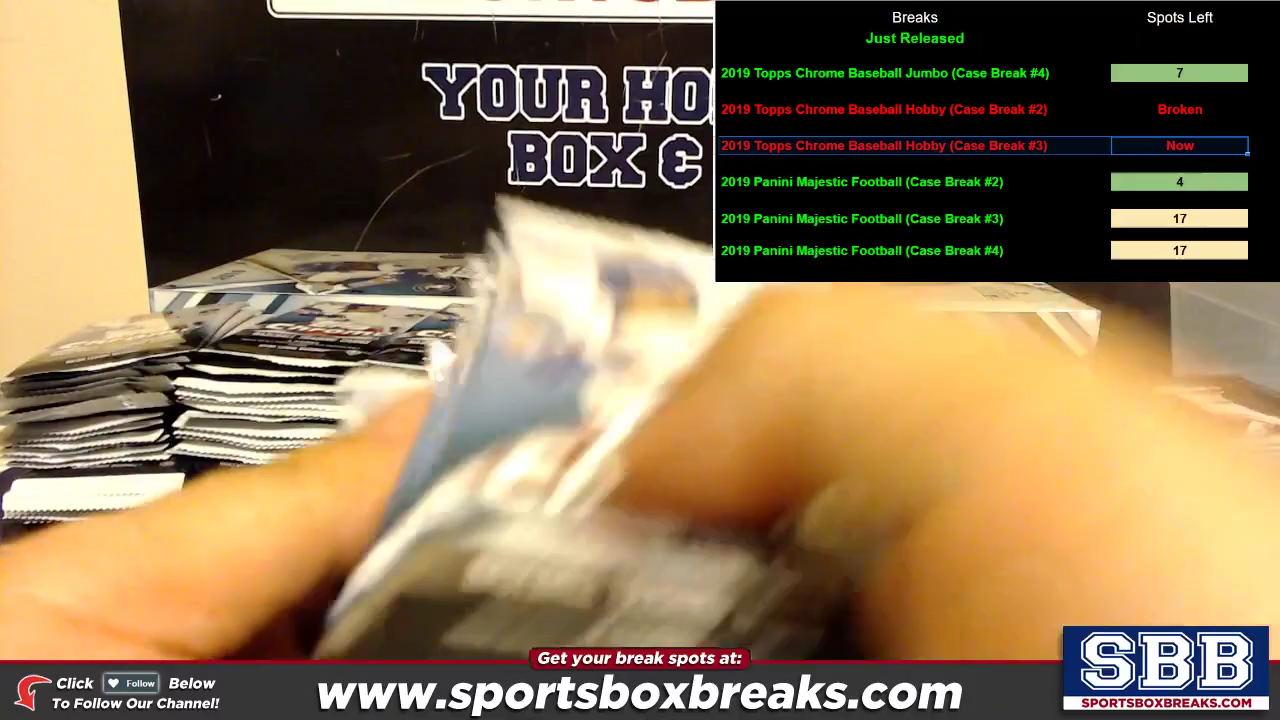 YOUR HO
BOX &
Breaks Spots Left
Just Released
2019 Topps Chrome Baseball Jumbo (Case Break #4) 7
2019 Topps Chrome Baseball Hobby (Case Break #2) Broken
2019 Topps Chrome Baseball Hobby (Case Break #3) Now
2019 Panini Majestic Football (Case Break #2) 4
2019 Panini Majestic Football (Case Break #3) 17
2019 Panini Majestic Football (Case Break #4) 17
Get your break spots at:
Click Follow Below
To Follow Our Channel!
www.sportsboxbreaks.com
SBB
SPORTSBOXBREAKS.COM